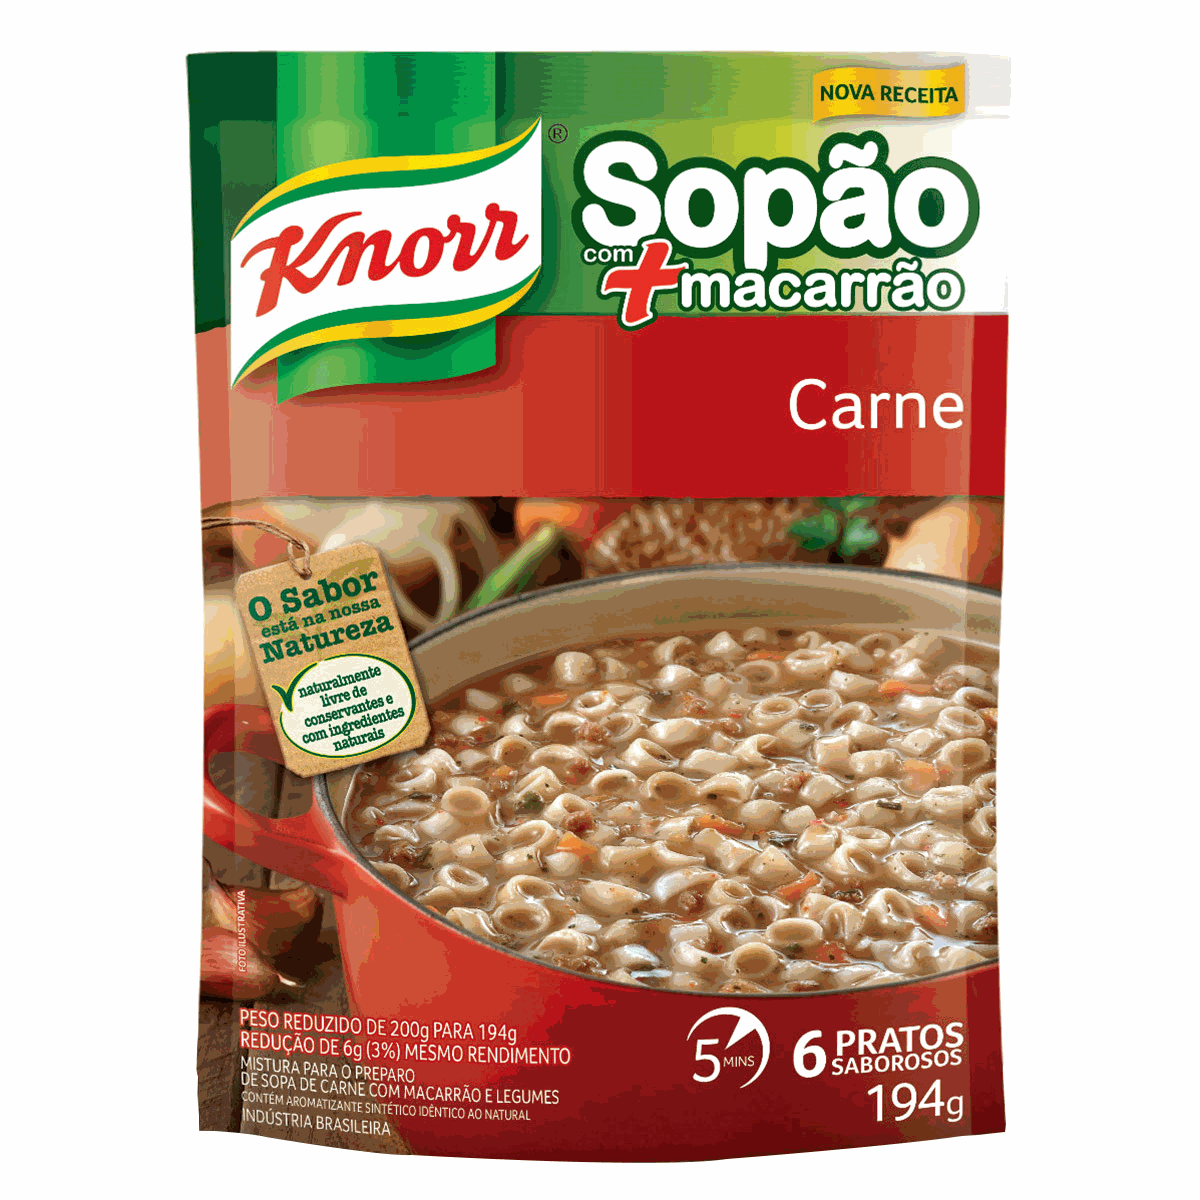 NOVA RECEITA
Knorr®
Sopão
com
+macarrão
Carne
O Sabor
está na nossa
Natureza
naturalmente
livre de
conservantes e
com ingredientes
naturais
FOTO ILUSTRATIVA
PESO REDUZIDO DE 200g PARA 194g
REDUÇÃO DE 6g (3%) MESMO RENDIMENTO
MISTURA PARA O PREPARO
DE SOPA DE CARNE COM MACARRÃO E LEGUMES
CONTÉM AROMATIZANTE SINTÉTICO IDÊNTICO AO NATURAL
INDÚSTRIA BRASILEIRA
5 MINS
6 PRATOS
SABOROSOS
194g